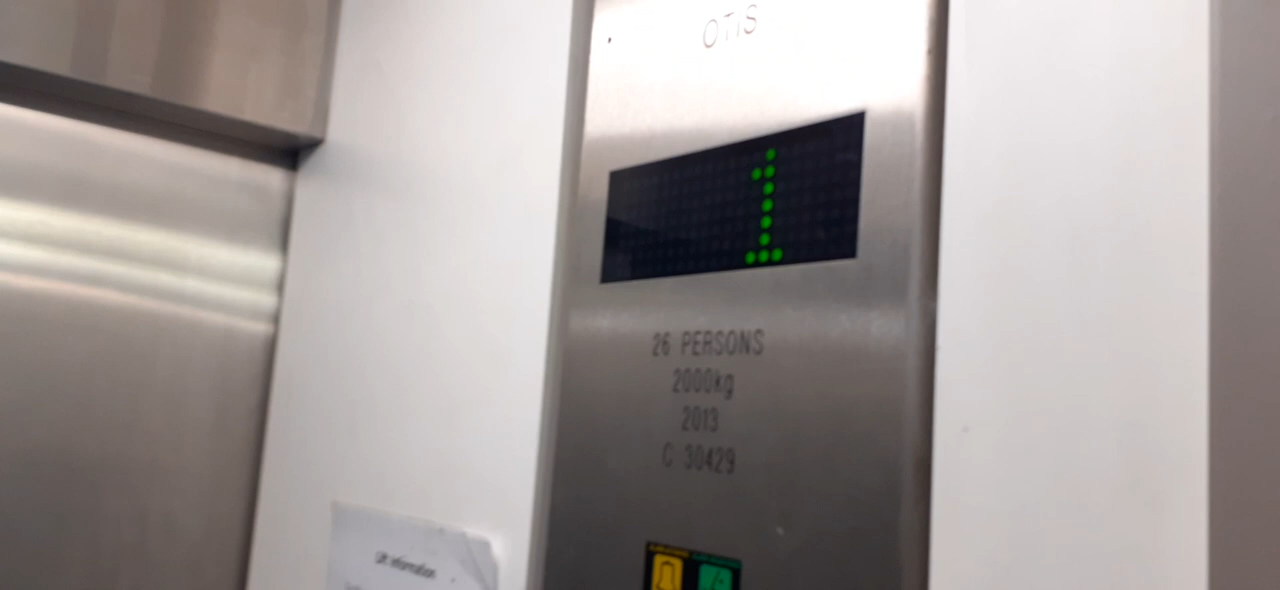 OTIS
1
26 PERSONS
2000kg
2013
C 30429
Lift Information